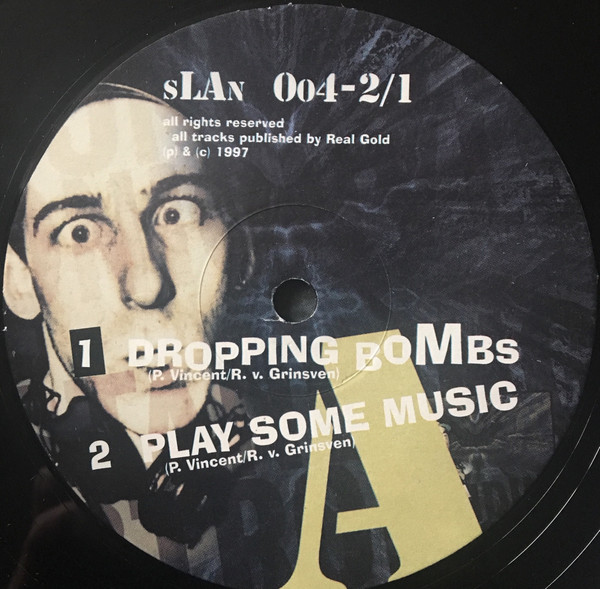 sLAN 0o4-2/1
all rights reserved
all tracks published by Real Gold
(p) & (c) 1997
1 DROPPING BOMBS
(P. Vincent/R. v. Grinsven)
2 PLAY SOME MUSIC
(P. Vincent/R. v. Grinsven)
A